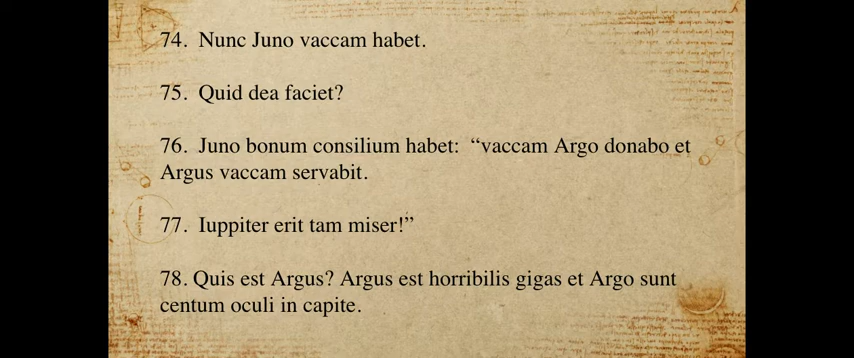 74.  Nunc Juno vaccam habet.
75.  Quid dea faciet?
76.  Juno bonum consilium habet:  “vaccam Argo donabo et
Argus vaccam servabit.
77.  Iuppiter erit tam miser!”
78. Quis est Argus? Argus est horribilis gigas et Argo sunt
centum oculi in capite.